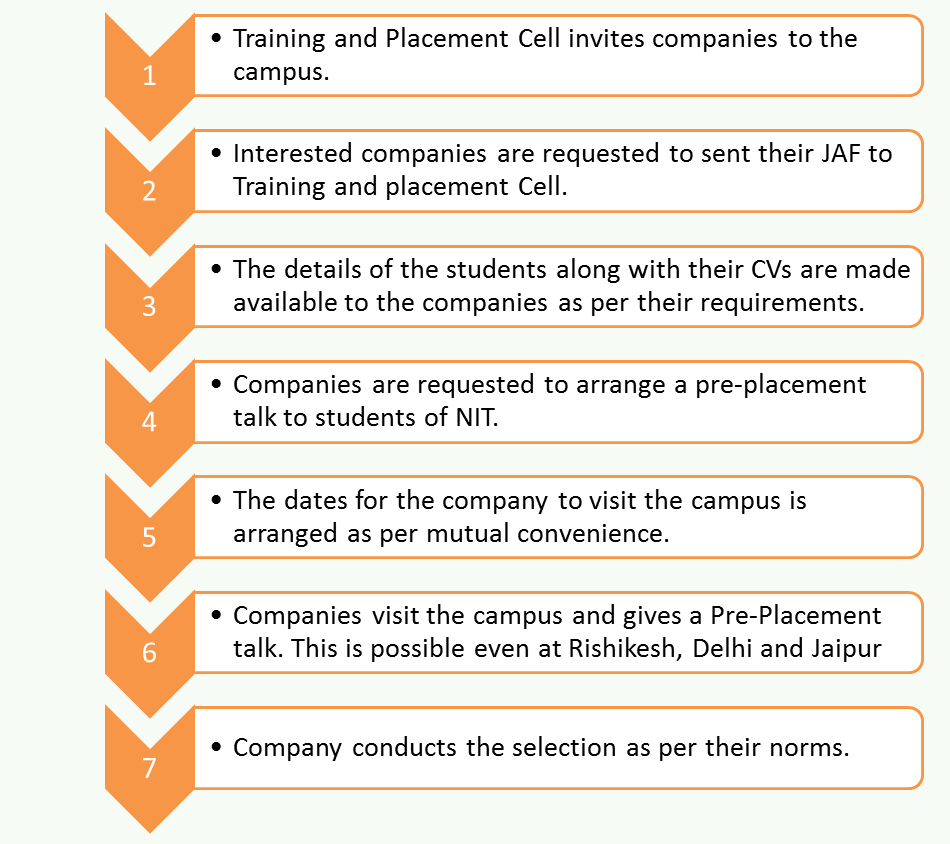 1
• Training and Placement Cell invites companies to the
campus.
2
• Interested companies are requested to sent their JAF to
Training and placement Cell.
3
• The details of the students along with their CVs are made
available to the companies as per their requirements.
4
• Companies are requested to arrange a pre-placement
talk to students of NIT.
5
• The dates for the company to visit the campus is
arranged as per mutual convenience.
6
• Companies visit the campus and gives a Pre-Placement
talk. This is possible even at Rishikesh, Delhi and Jaipur
7
• Company conducts the selection as per their norms.